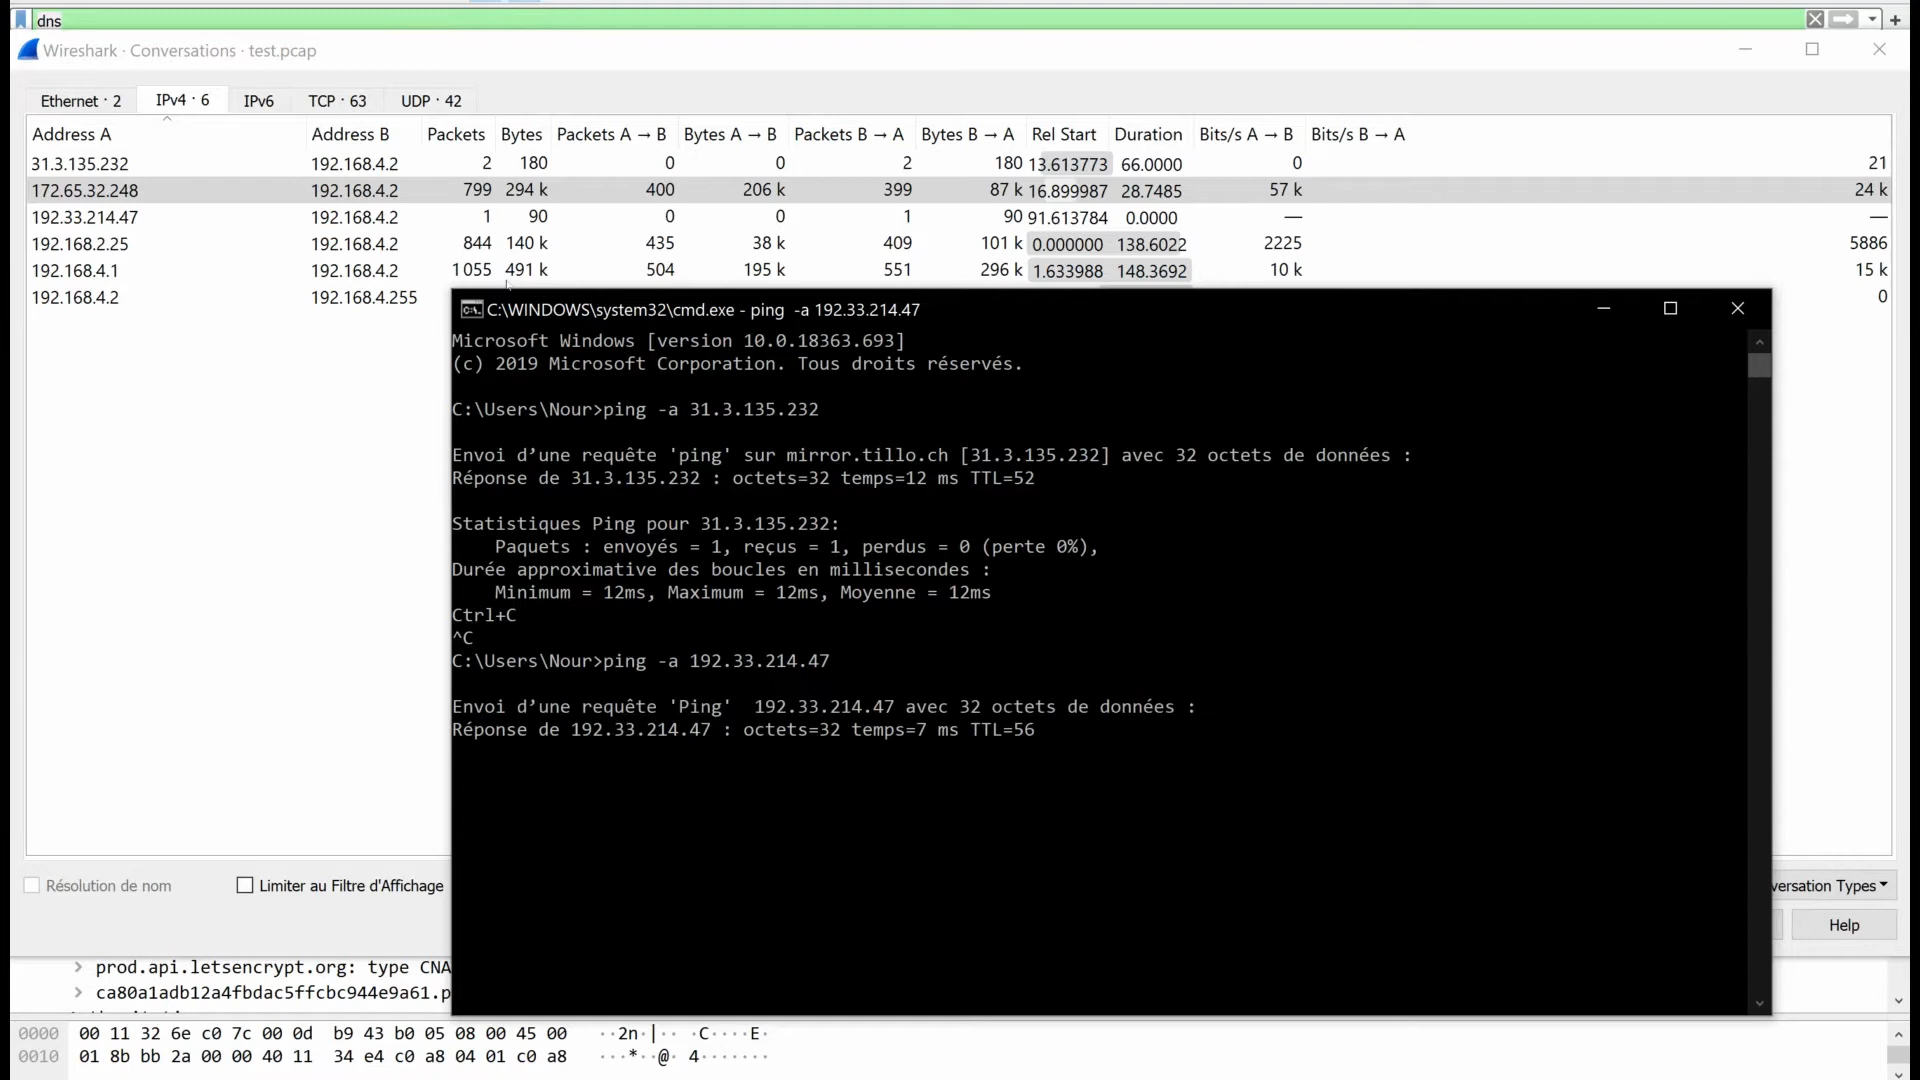 dns
Wireshark · Conversations · test.pcap
Ethernet · 2 IPv4 · 6 IPv6 TCP · 63 UDP · 42
Address A Address B Packets Bytes Packets A → B Bytes A → B Packets B → A Bytes B → A Rel Start Duration Bits/s A → B Bits/s B → A
31.3.135.232 192.168.4.2 2 180 0 0 2 180 13.613773 66.0000 0 21
172.65.32.248 192.168.4.2 799 294 k 400 206 k 399 87 k 16.899987 28.7485 57 k 24 k
192.33.214.47 192.168.4.2 1 90 0 0 1 90 91.613784 0.0000 — —
192.168.2.25 192.168.4.2 844 140 k 435 38 k 409 101 k 0.000000 138.6022 2225 5886
192.168.4.1 192.168.4.2 1 055 491 k 504 195 k 551 296 k 1.633988 148.3692 10 k 15 k
192.168.4.2 192.168.4.255 0
C:\WINDOWS\system32\cmd.exe - ping -a 192.33.214.47
Microsoft Windows [version 10.0.18363.693]
(c) 2019 Microsoft Corporation. Tous droits réservés.
C:\Users\Nour>ping -a 31.3.135.232
Envoi d’une requête 'ping' sur mirror.tillo.ch [31.3.135.232] avec 32 octets de données :
Réponse de 31.3.135.232 : octets=32 temps=12 ms TTL=52
Statistiques Ping pour 31.3.135.232:
Paquets : envoyés = 1, reçus = 1, perdus = 0 (perte 0%),
Durée approximative des boucles en millisecondes :
Minimum = 12ms, Maximum = 12ms, Moyenne = 12ms
Ctrl+C
^C
C:\Users\Nour>ping -a 192.33.214.47
Envoi d’une requête 'Ping' 192.33.214.47 avec 32 octets de données :
Réponse de 192.33.214.47 : octets=32 temps=7 ms TTL=56
Résolution de nom Limiter au Filtre d'Affichage versation Types
Help
prod.api.letsencrypt.org: type CNA
ca80a1adb12a4fbdac5ffcbc944e9a61.p
0000 00 11 32 6e c0 7c 00 0d b9 43 b0 05 08 00 45 00 ··2n·|·· ·C····E·
0010 01 8b bb 2a 00 00 40 11 34 e4 c0 a8 04 01 c0 a8 ···*··@· 4·······